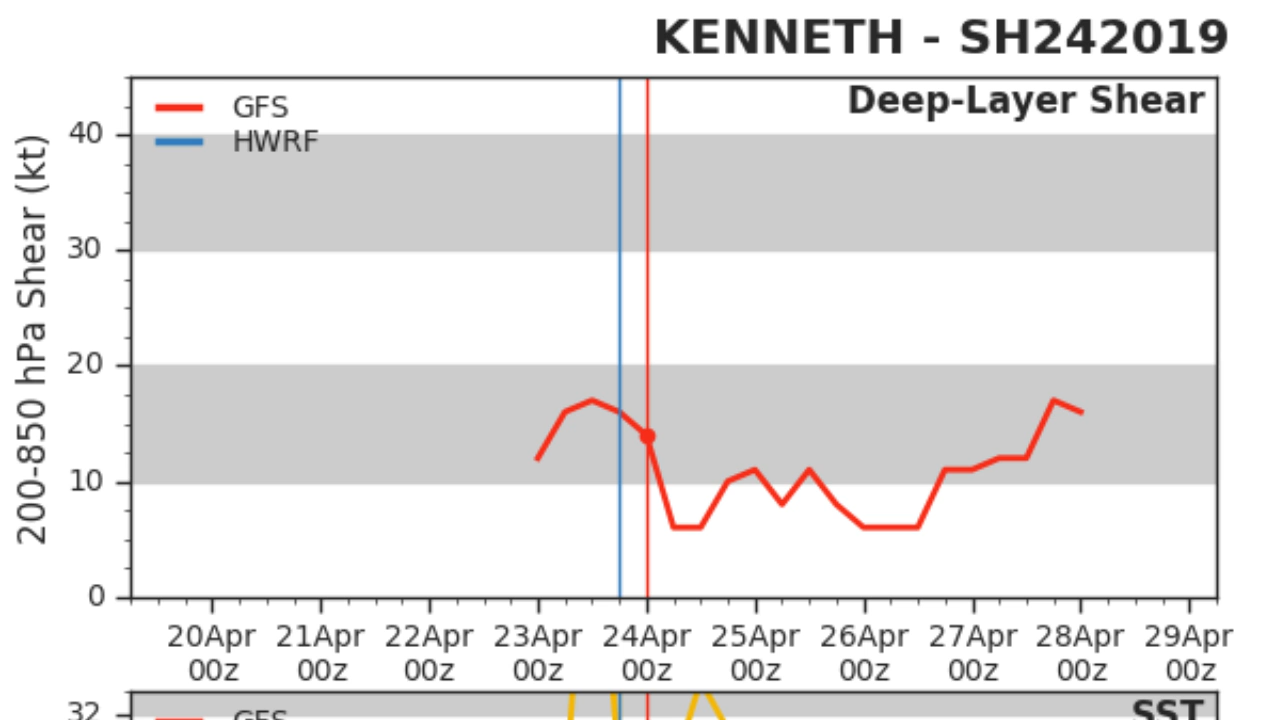 KENNETH - SH242019
Deep-Layer Shear
GFS
HWRF
200-850 hPa Shear (kt)
40
30
20
10
0
20Apr 21Apr 22Apr 23Apr 24Apr 25Apr 26Apr 27Apr 28Apr 29Apr
00z 00z 00z 00z 00z 00z 00z 00z 00z 00z
32
GFS
SST